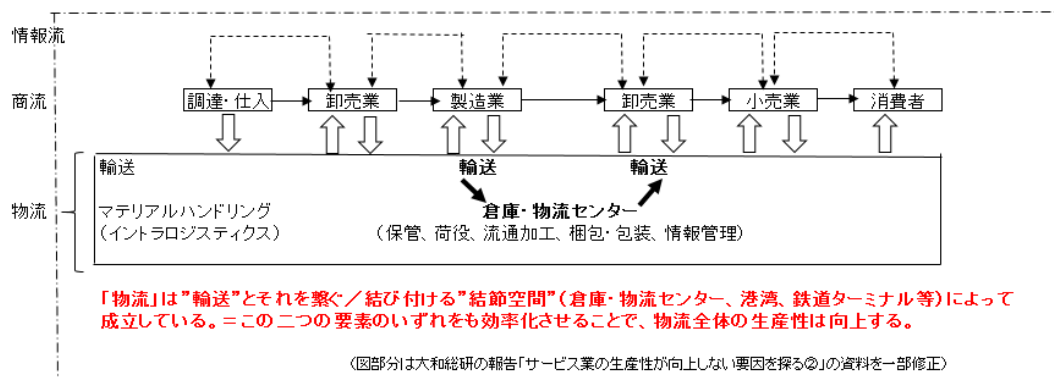 情報流
商流
調達・仕入
卸売業
製造業
卸売業
小売業
消費者
物流
輸送
輸送
輸送
マテリアルハンドリング
（イントラロジスティクス）
倉庫・物流センター
（保管、荷役、流通加工、梱包・包装、情報管理）
「物流」は”輸送”とそれを繋ぐ／結び付ける”結節空間”（倉庫・物流センター、港湾、鉄道ターミナル等）によって
成立している。＝この二つの要素のいずれをも効率化させることで、物流全体の生産性は向上する。
（図部分は大和総研の報告「サービス業の生産性が向上しない要因を探る②」の資料を一部修正）